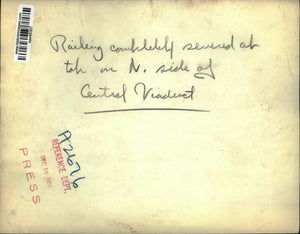 Railing completely severed at
top on N. side of
Central Viaduct
A2676
REFERENCE DEPT.
PRESS